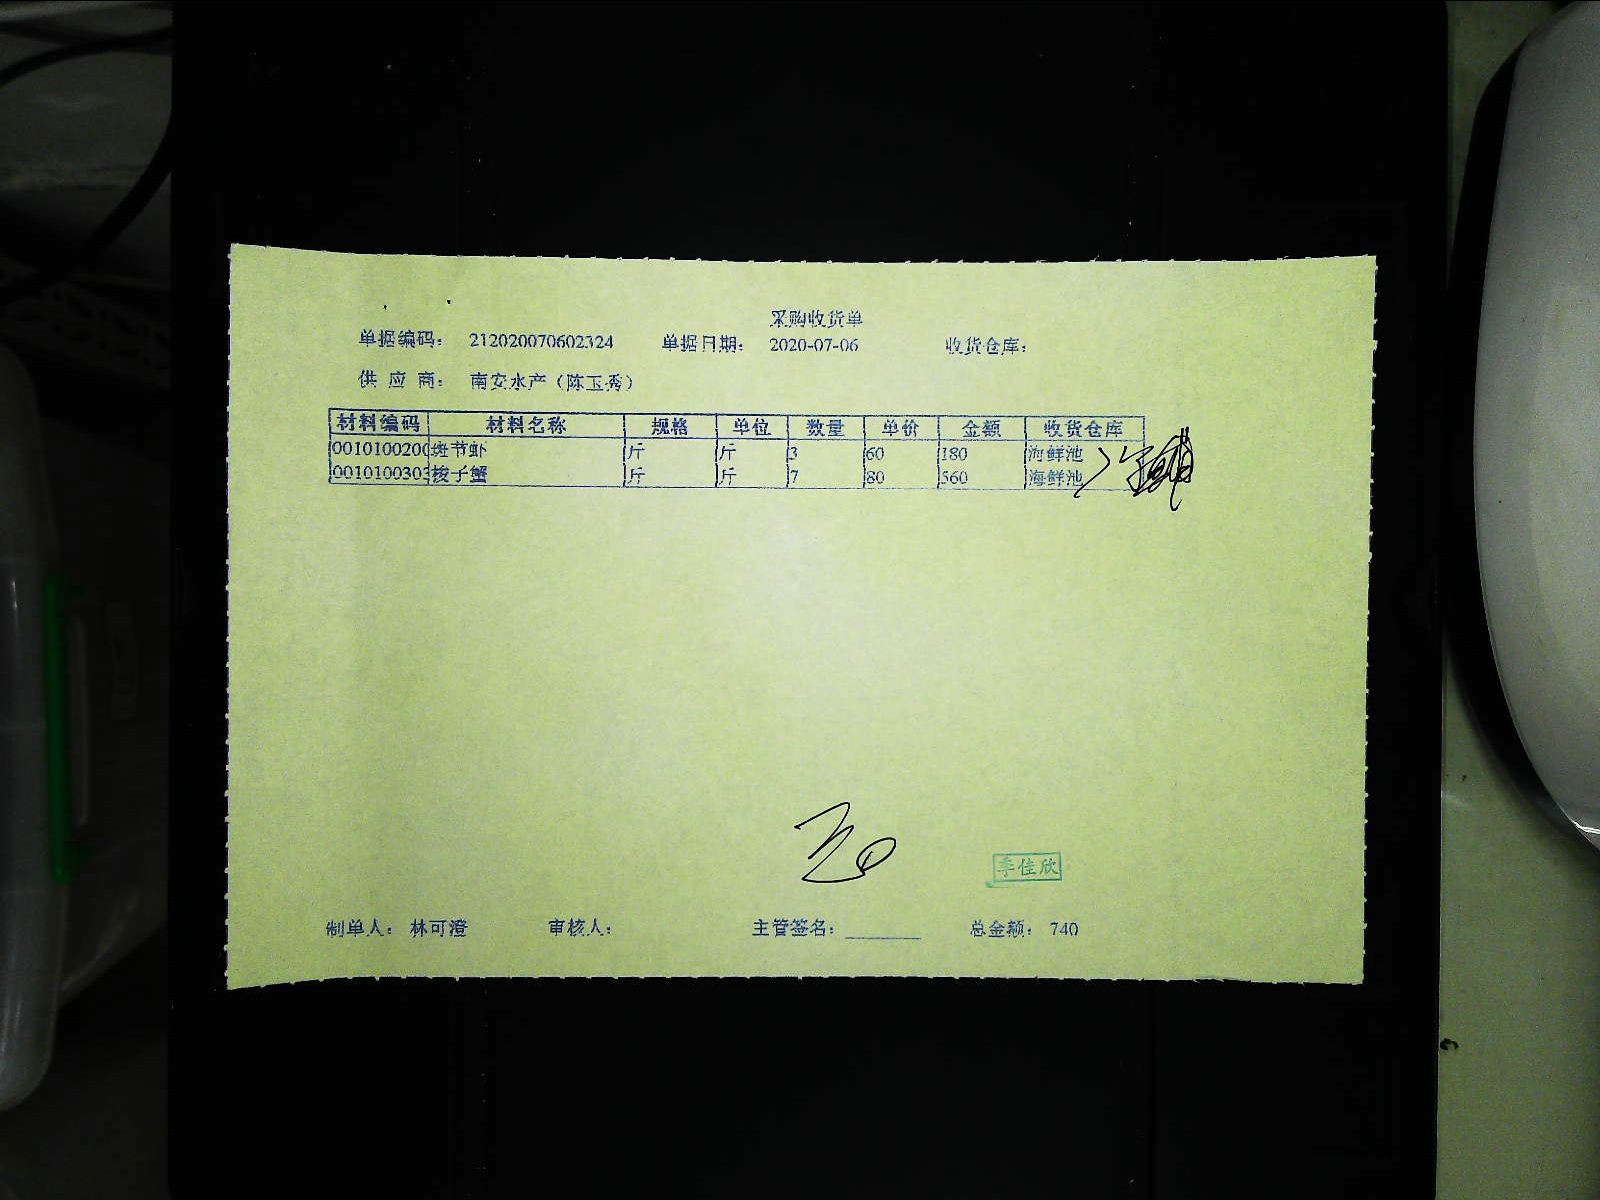 采购收货单
单据编码： 212020070602324 单据日期： 2020-07-06 收货仓库：
供 应 商： 南安水产（陈玉秀）
材料编码 材料名称 规格 单位 数量 单价 金额 收货仓库
0010100200 斑节虾 斤 斤 3 60 180 海鲜池
0010100303 梭子蟹 斤 斤 7 80 560 海鲜池
李佳欣
制单人： 林可澄 审核人： 主管签名： 总金额： 740